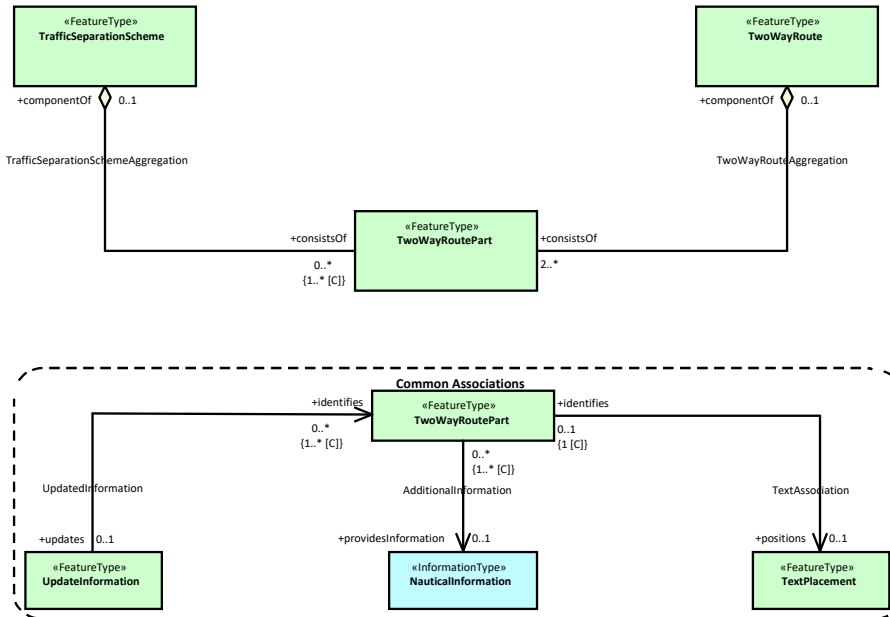 «FeatureType»
TrafficSeparationScheme
«FeatureType»
TwoWayRoute
+componentOf 0..1
+componentOf 0..1
TrafficSeparationSchemeAggregation
TwoWayRouteAggregation
«FeatureType»
TwoWayRoutePart
+consistsOf
+consistsOf
0..*
{1..* [C]}
2..*
Common Associations
+identifies
«FeatureType»
TwoWayRoutePart
+identifies
0..*
{1..* [C]}
0..1
{1 [C]}
0..*
{1..* [C]}
UpdatedInformation
AdditionalInformation
TextAssociation
+updates 0..1
+providesInformation 0..1
+positions 0..1
«FeatureType»
UpdateInformation
«InformationType»
NauticalInformation
«FeatureType»
TextPlacement